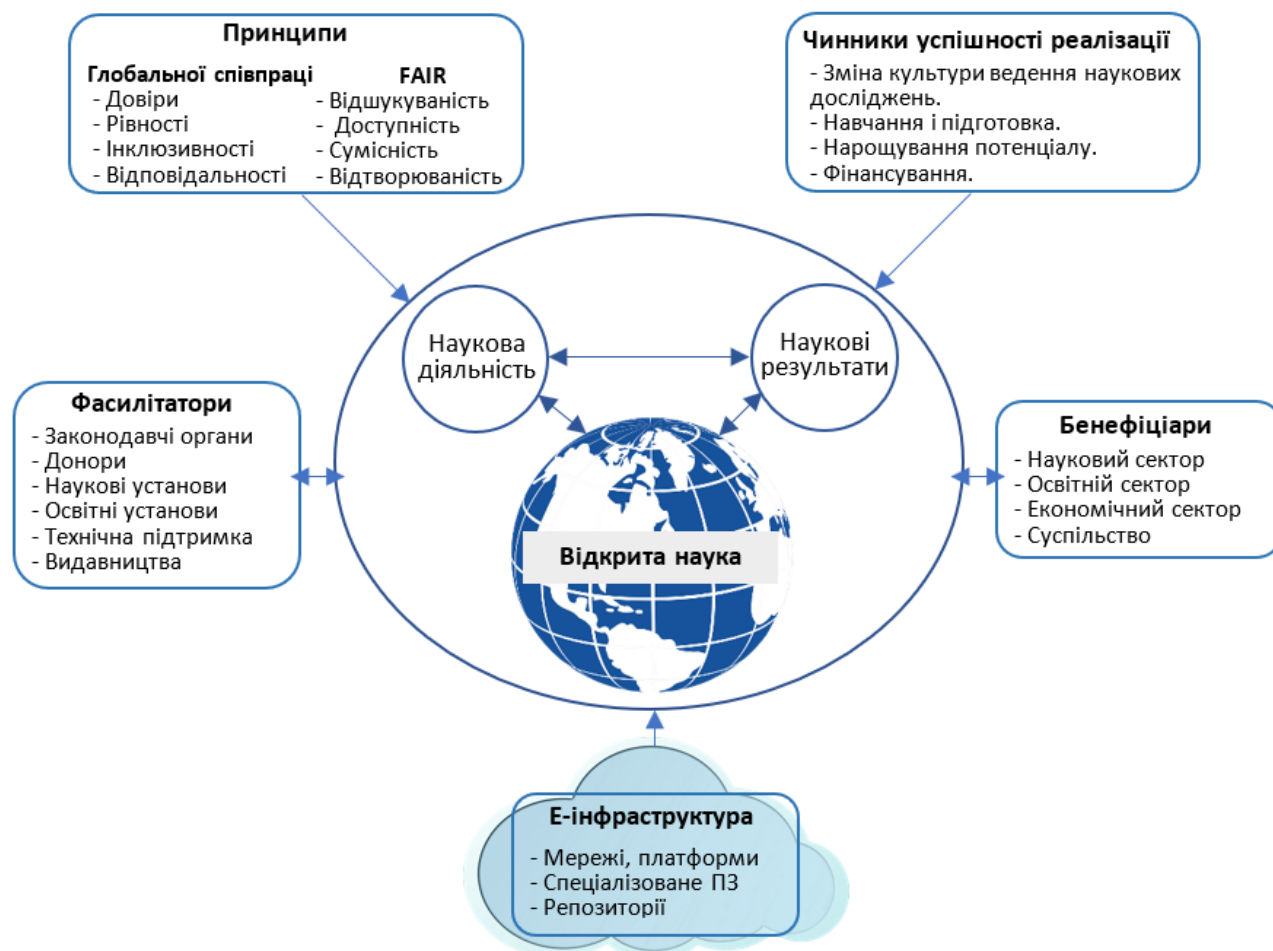 Принципи
Глобальної співпраці
- Довіри
- Рівності
- Інклюзивності
- Відповідальності
FAIR
- Відшукуваність
- Доступність
- Сумісність
- Відтворюваність
Чинники успішності реалізації
- Зміна культури ведення наукових
досліджень.
- Навчання і підготовка.
- Нарощування потенціалу.
- Фінансування.
Наукова
діяльність
Наукові
результати
Фасилітатори
- Законодавчі органи
- Донори
- Наукові установи
- Освітні установи
- Технічна підтримка
- Видавництва
Відкрита наука
Бенефіціари
- Науковий сектор
- Освітній сектор
- Економічний сектор
- Суспільство
Е-інфраструктура
- Мережі, платформи
- Спеціалізоване ПЗ
- Репозиторії